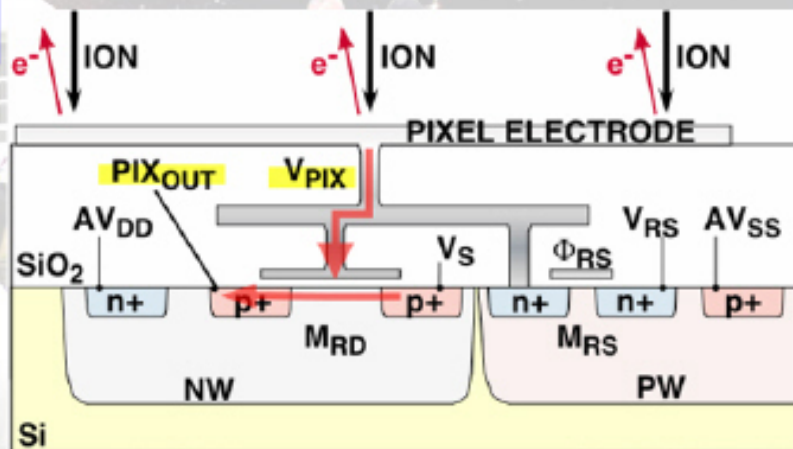 e- ION e- ION e- ION
PIXEL ELECTRODE
PIXOUT VPIX
AVDD VS VRS AVSS
SiO2 ΦRS
n+ p+ p+ n+ n+ p+
MRD MRS
NW PW
Si